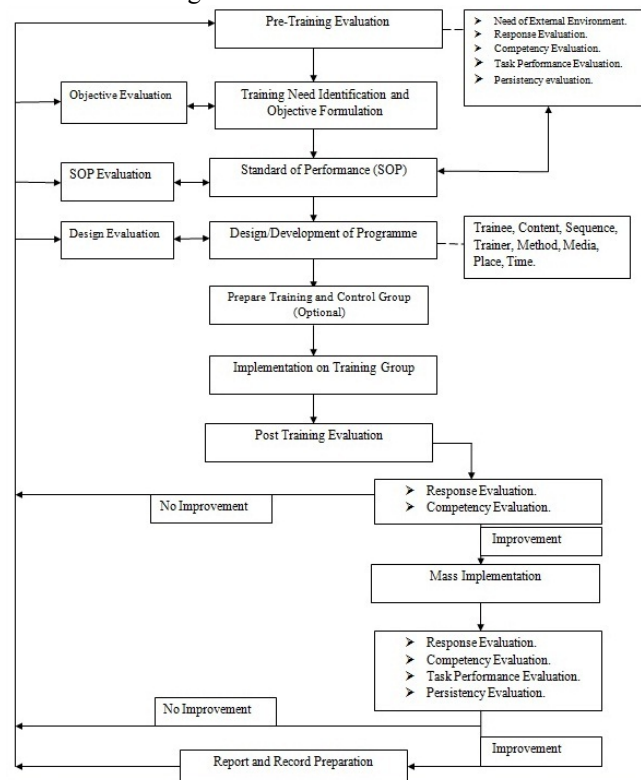 Pre-Training Evaluation
➤ Need of External Environment.
➤ Response Evaluation.
➤ Competency Evaluation.
➤ Task Performance Evaluation.
➤ Persistency evaluation.
Objective Evaluation
Training Need Identification and
Objective Formulation
SOP Evaluation
Standard of Performance (SOP)
Design Evaluation
Design/Development of Programme
Trainee, Content, Sequence,
Trainer, Method, Media,
Place, Time.
Prepare Training and Control Group
(Optional)
Implementation on Training Group
Post Training Evaluation
➤ Response Evaluation.
➤ Competency Evaluation.
No Improvement
Improvement
Mass Implementation
➤ Response Evaluation.
➤ Competency Evaluation.
➤ Task Performance Evaluation.
➤ Persistency Evaluation.
No Improvement
Improvement
Report and Record Preparation